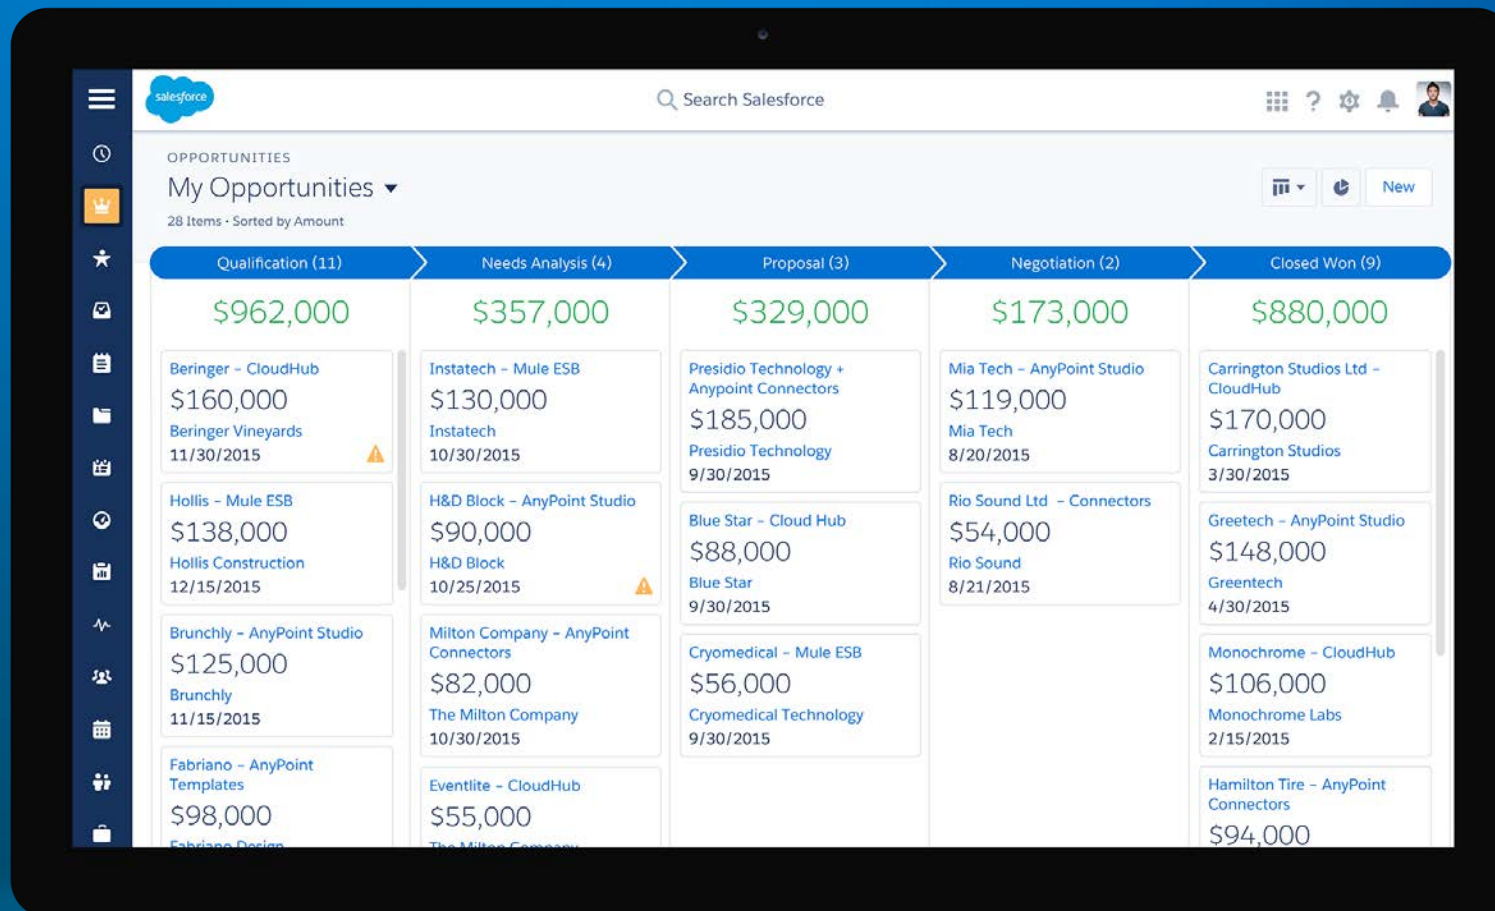 salesforce
Search Salesforce
OPPORTUNITIES
My Opportunities
28 Items · Sorted by Amount
New
Qualification (11)
Needs Analysis (4)
Proposal (3)
Negotiation (2)
Closed Won (9)
$962,000
$357,000
$329,000
$173,000
$880,000
Beringer – CloudHub
$160,000
Beringer Vineyards
11/30/2015
Hollis – Mule ESB
$138,000
Hollis Construction
12/15/2015
Brunchly – AnyPoint Studio
$125,000
Brunchly
11/15/2015
Fabriano – AnyPoint
Templates
$98,000
Fabriano Design
Instatech – Mule ESB
$130,000
Instatech
10/30/2015
H&D Block – AnyPoint Studio
$90,000
H&D Block
10/25/2015
Milton Company – AnyPoint
Connectors
$82,000
The Milton Company
10/30/2015
Eventlite – CloudHub
$55,000
The Milton Company
Presidio Technology +
Anypoint Connectors
$185,000
Presidio Technology
9/30/2015
Blue Star – Cloud Hub
$88,000
Blue Star
9/30/2015
Cryomedical – Mule ESB
$56,000
Cryomedical Technology
9/30/2015
Mia Tech – AnyPoint Studio
$119,000
Mia Tech
8/20/2015
Rio Sound Ltd – Connectors
$54,000
Rio Sound
8/21/2015
Carrington Studios Ltd –
CloudHub
$170,000
Carrington Studios
3/30/2015
Greetech – AnyPoint Studio
$148,000
Greentech
4/30/2015
Monochrome – CloudHub
$106,000
Monochrome Labs
2/15/2015
Hamilton Tire – AnyPoint
Connectors
$94,000